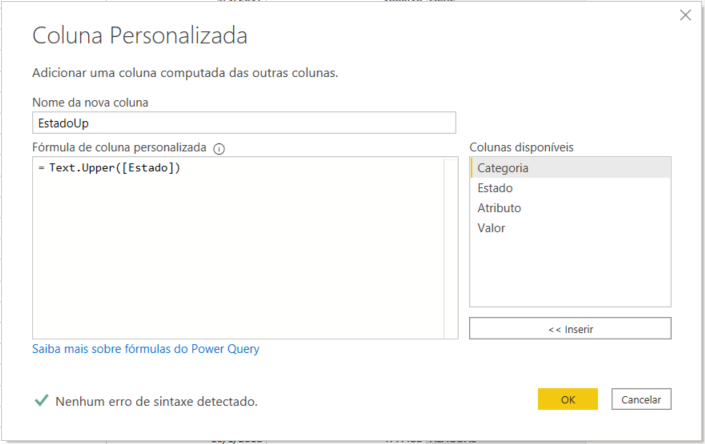 Coluna Personalizada
Adicionar uma coluna computada das outras colunas.
Nome da nova coluna
EstadoUp
Fórmula de coluna personalizada
= Text.Upper([Estado])
Colunas disponíveis
Categoria
Estado
Atributo
Valor
<< Inserir
Saiba mais sobre fórmulas do Power Query
Nenhum erro de sintaxe detectado.
OK
Cancelar